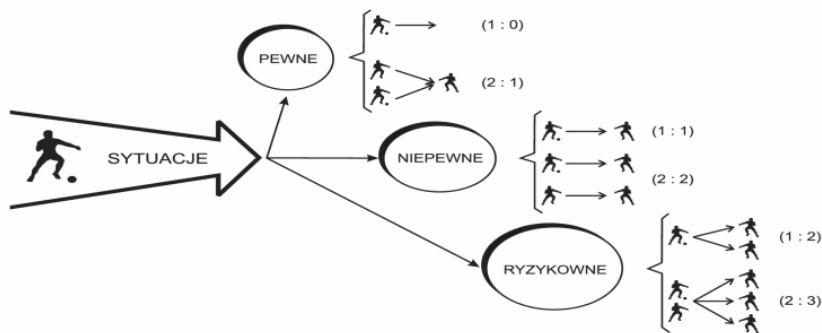 PEWNE
(1 : 0)
(2 : 1)
SYTUACJE
NIEPEWNE
(1 : 1)
(2 : 2)
RYZYKOWNE
(1 : 2)
(2 : 3)